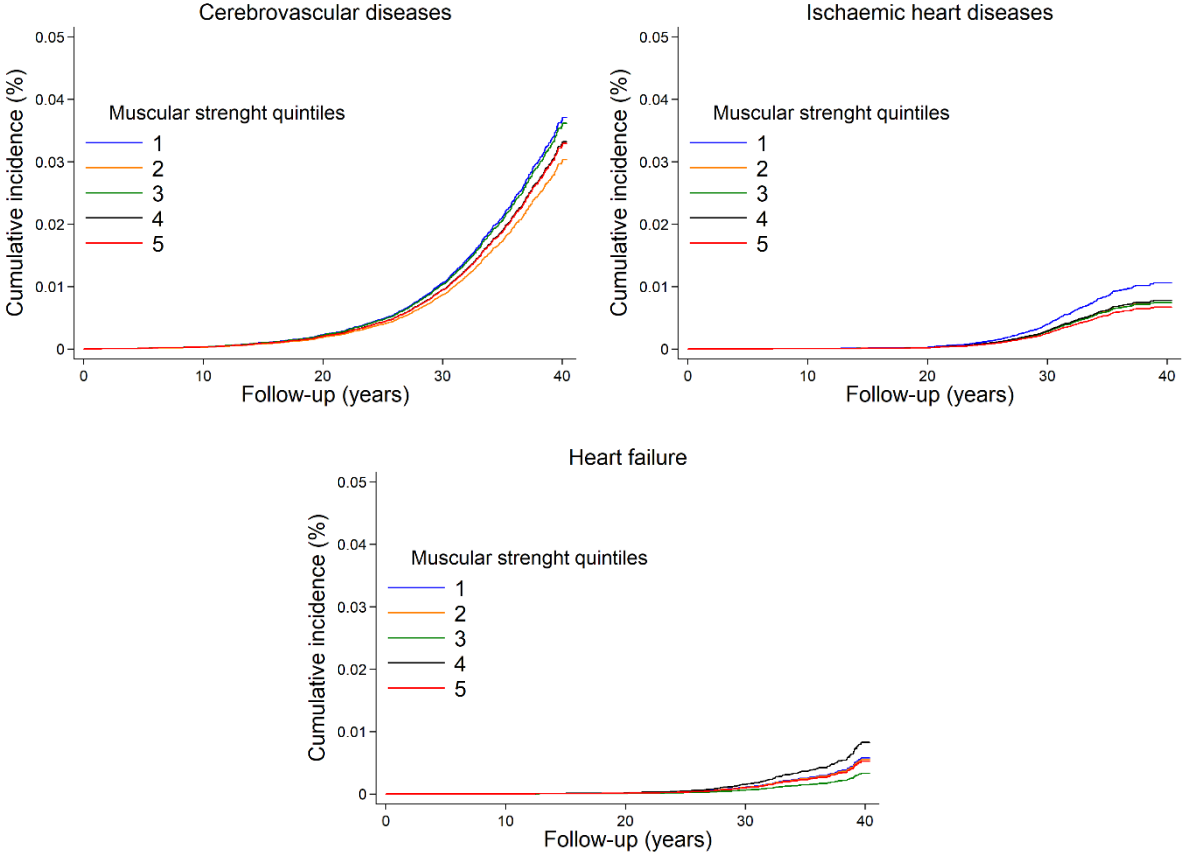 Cerebrovascular diseases
Cumulative incidence (%)
0.05
0.04
0.03
0.02
0.01
0
Muscular strenght quintiles
1
2
3
4
5
0 10 20 30 40
Follow-up (years)
Ischaemic heart diseases
Cumulative incidence (%)
0.05
0.04
0.03
0.02
0.01
0
Muscular strenght quintiles
1
2
3
4
5
0 10 20 30 40
Follow-up (years)
Heart failure
Cumulative incidence (%)
0.05
0.04
0.03
0.02
0.01
0
Muscular strenght quintiles
1
2
3
4
5
0 10 20 30 40
Follow-up (years)